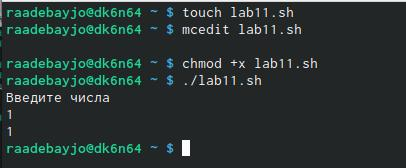 raadebayjo@dk6n64 ~ $ touch lab11.sh
raadebayjo@dk6n64 ~ $ mcedit lab11.sh
raadebayjo@dk6n64 ~ $ chmod +x lab11.sh
raadebayjo@dk6n64 ~ $ ./lab11.sh
Введите числа
1
1
raadebayjo@dk6n64 ~ $